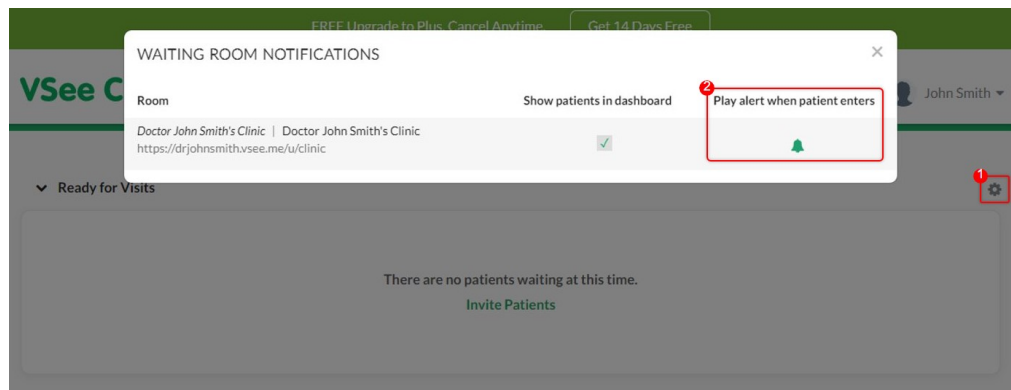 FREE Upgrade to Plus. Cancel Anytime. Get 14 Days Free
WAITING ROOM NOTIFICATIONS
VSee C
John Smith
Room Show patients in dashboard Play alert when patient enters
2
Doctor John Smith's Clinic | Doctor John Smith's Clinic
https://drjohnsmith.vsee.me/u/clinic
Ready for Visits
1
There are no patients waiting at this time.
Invite Patients